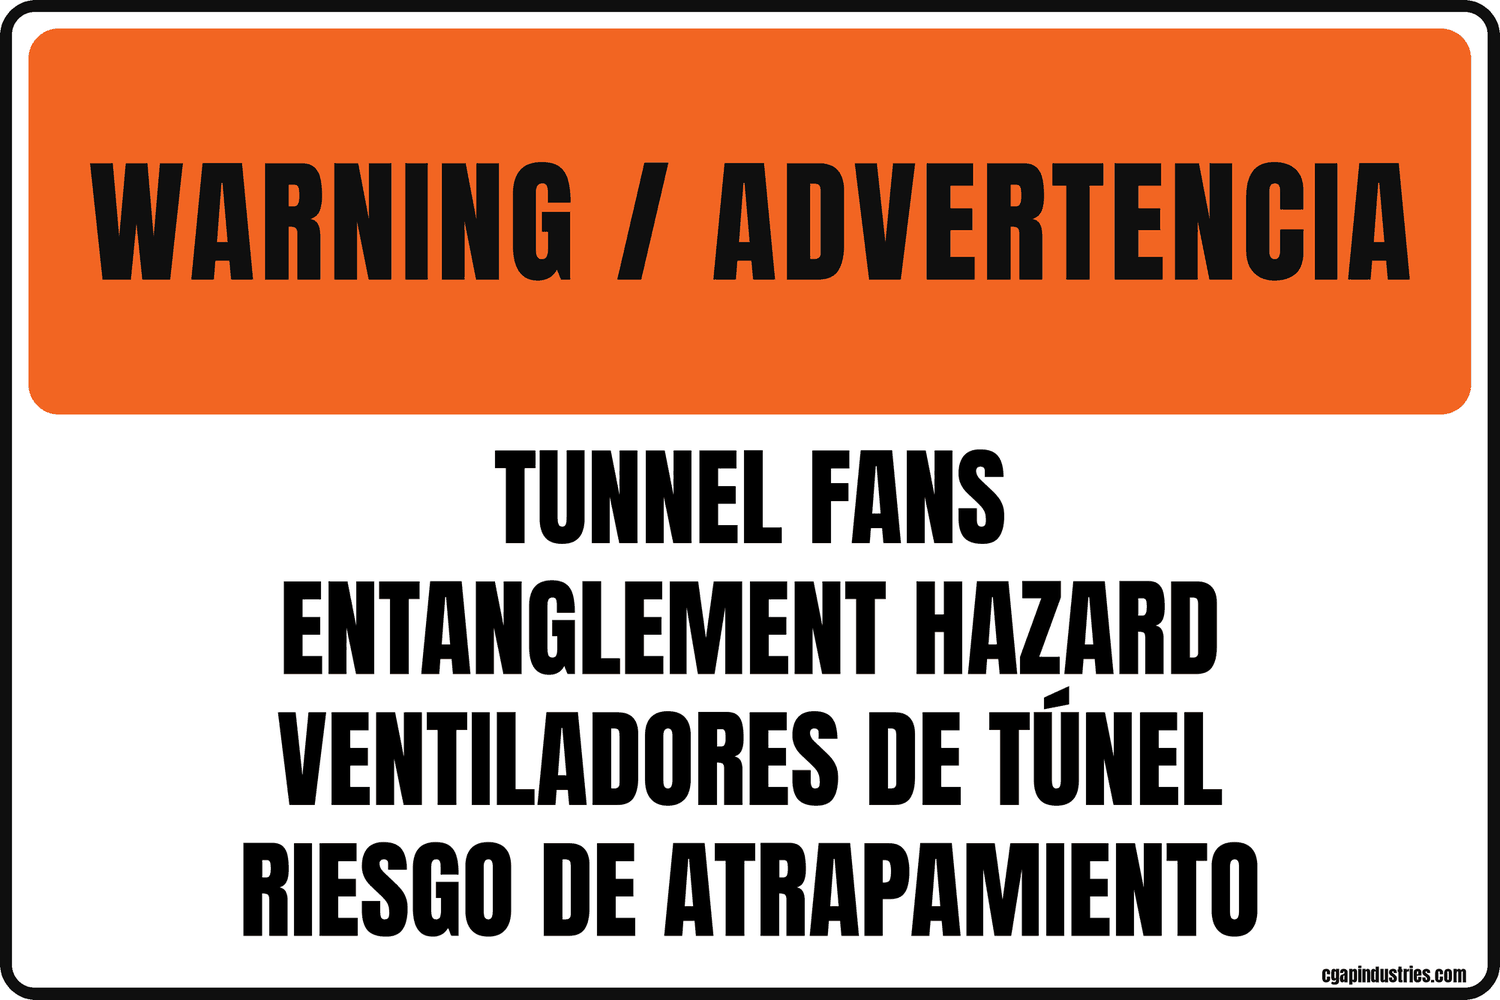 WARNING / ADVERTENCIA
TUNNEL FANS
ENTANGLEMENT HAZARD
VENTILADORES DE TÚNEL
RIESGO DE ATRAPAMIENTO
cgapindustries.com